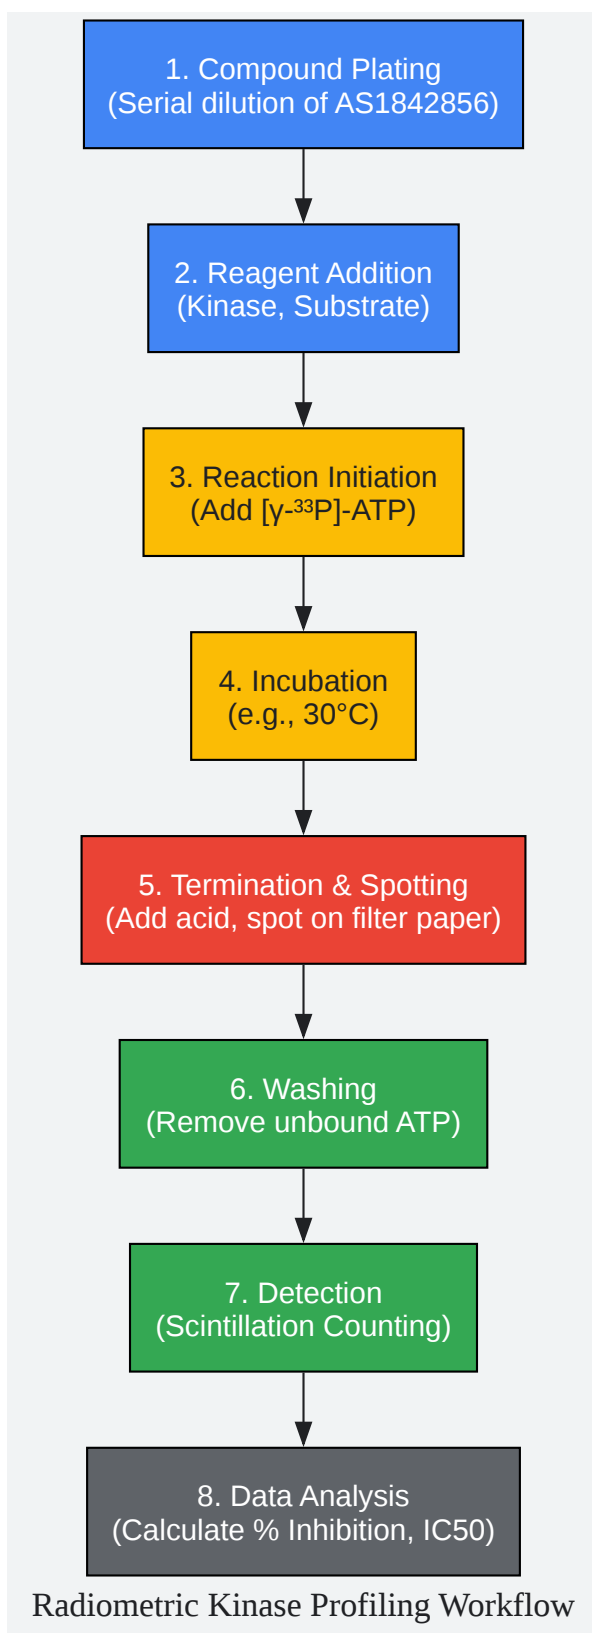 1. Compound Plating
(Serial dilution of AS1842856)
2. Reagent Addition
(Kinase, Substrate)
3. Reaction Initiation
(Add [γ-³³P]-ATP)
4. Incubation
(e.g., 30°C)
5. Termination & Spotting
(Add acid, spot on filter paper)
6. Washing
(Remove unbound ATP)
7. Detection
(Scintillation Counting)
8. Data Analysis
(Calculate % Inhibition, IC50)
Radiometric Kinase Profiling Workflow